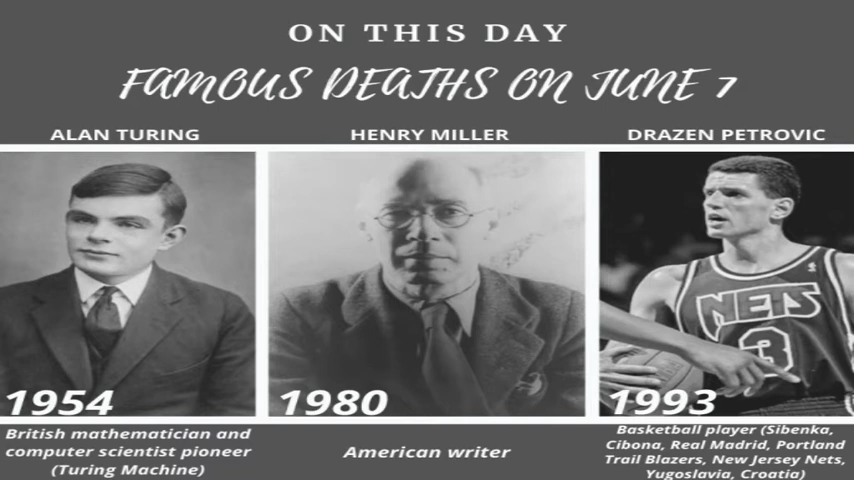 ON THIS DAY
FAMOUS DEATHS ON JUNE 7
ALAN TURING
HENRY MILLER
DRAZEN PETROVIC
NETS
3
1954
1980
1993
British mathematician and
computer scientist pioneer
(Turing Machine)
American writer
Basketball player (Sibenka,
Cibona, Real Madrid, Portland
Trail Blazers, New Jersey Nets,
Yugoslavia, Croatia)